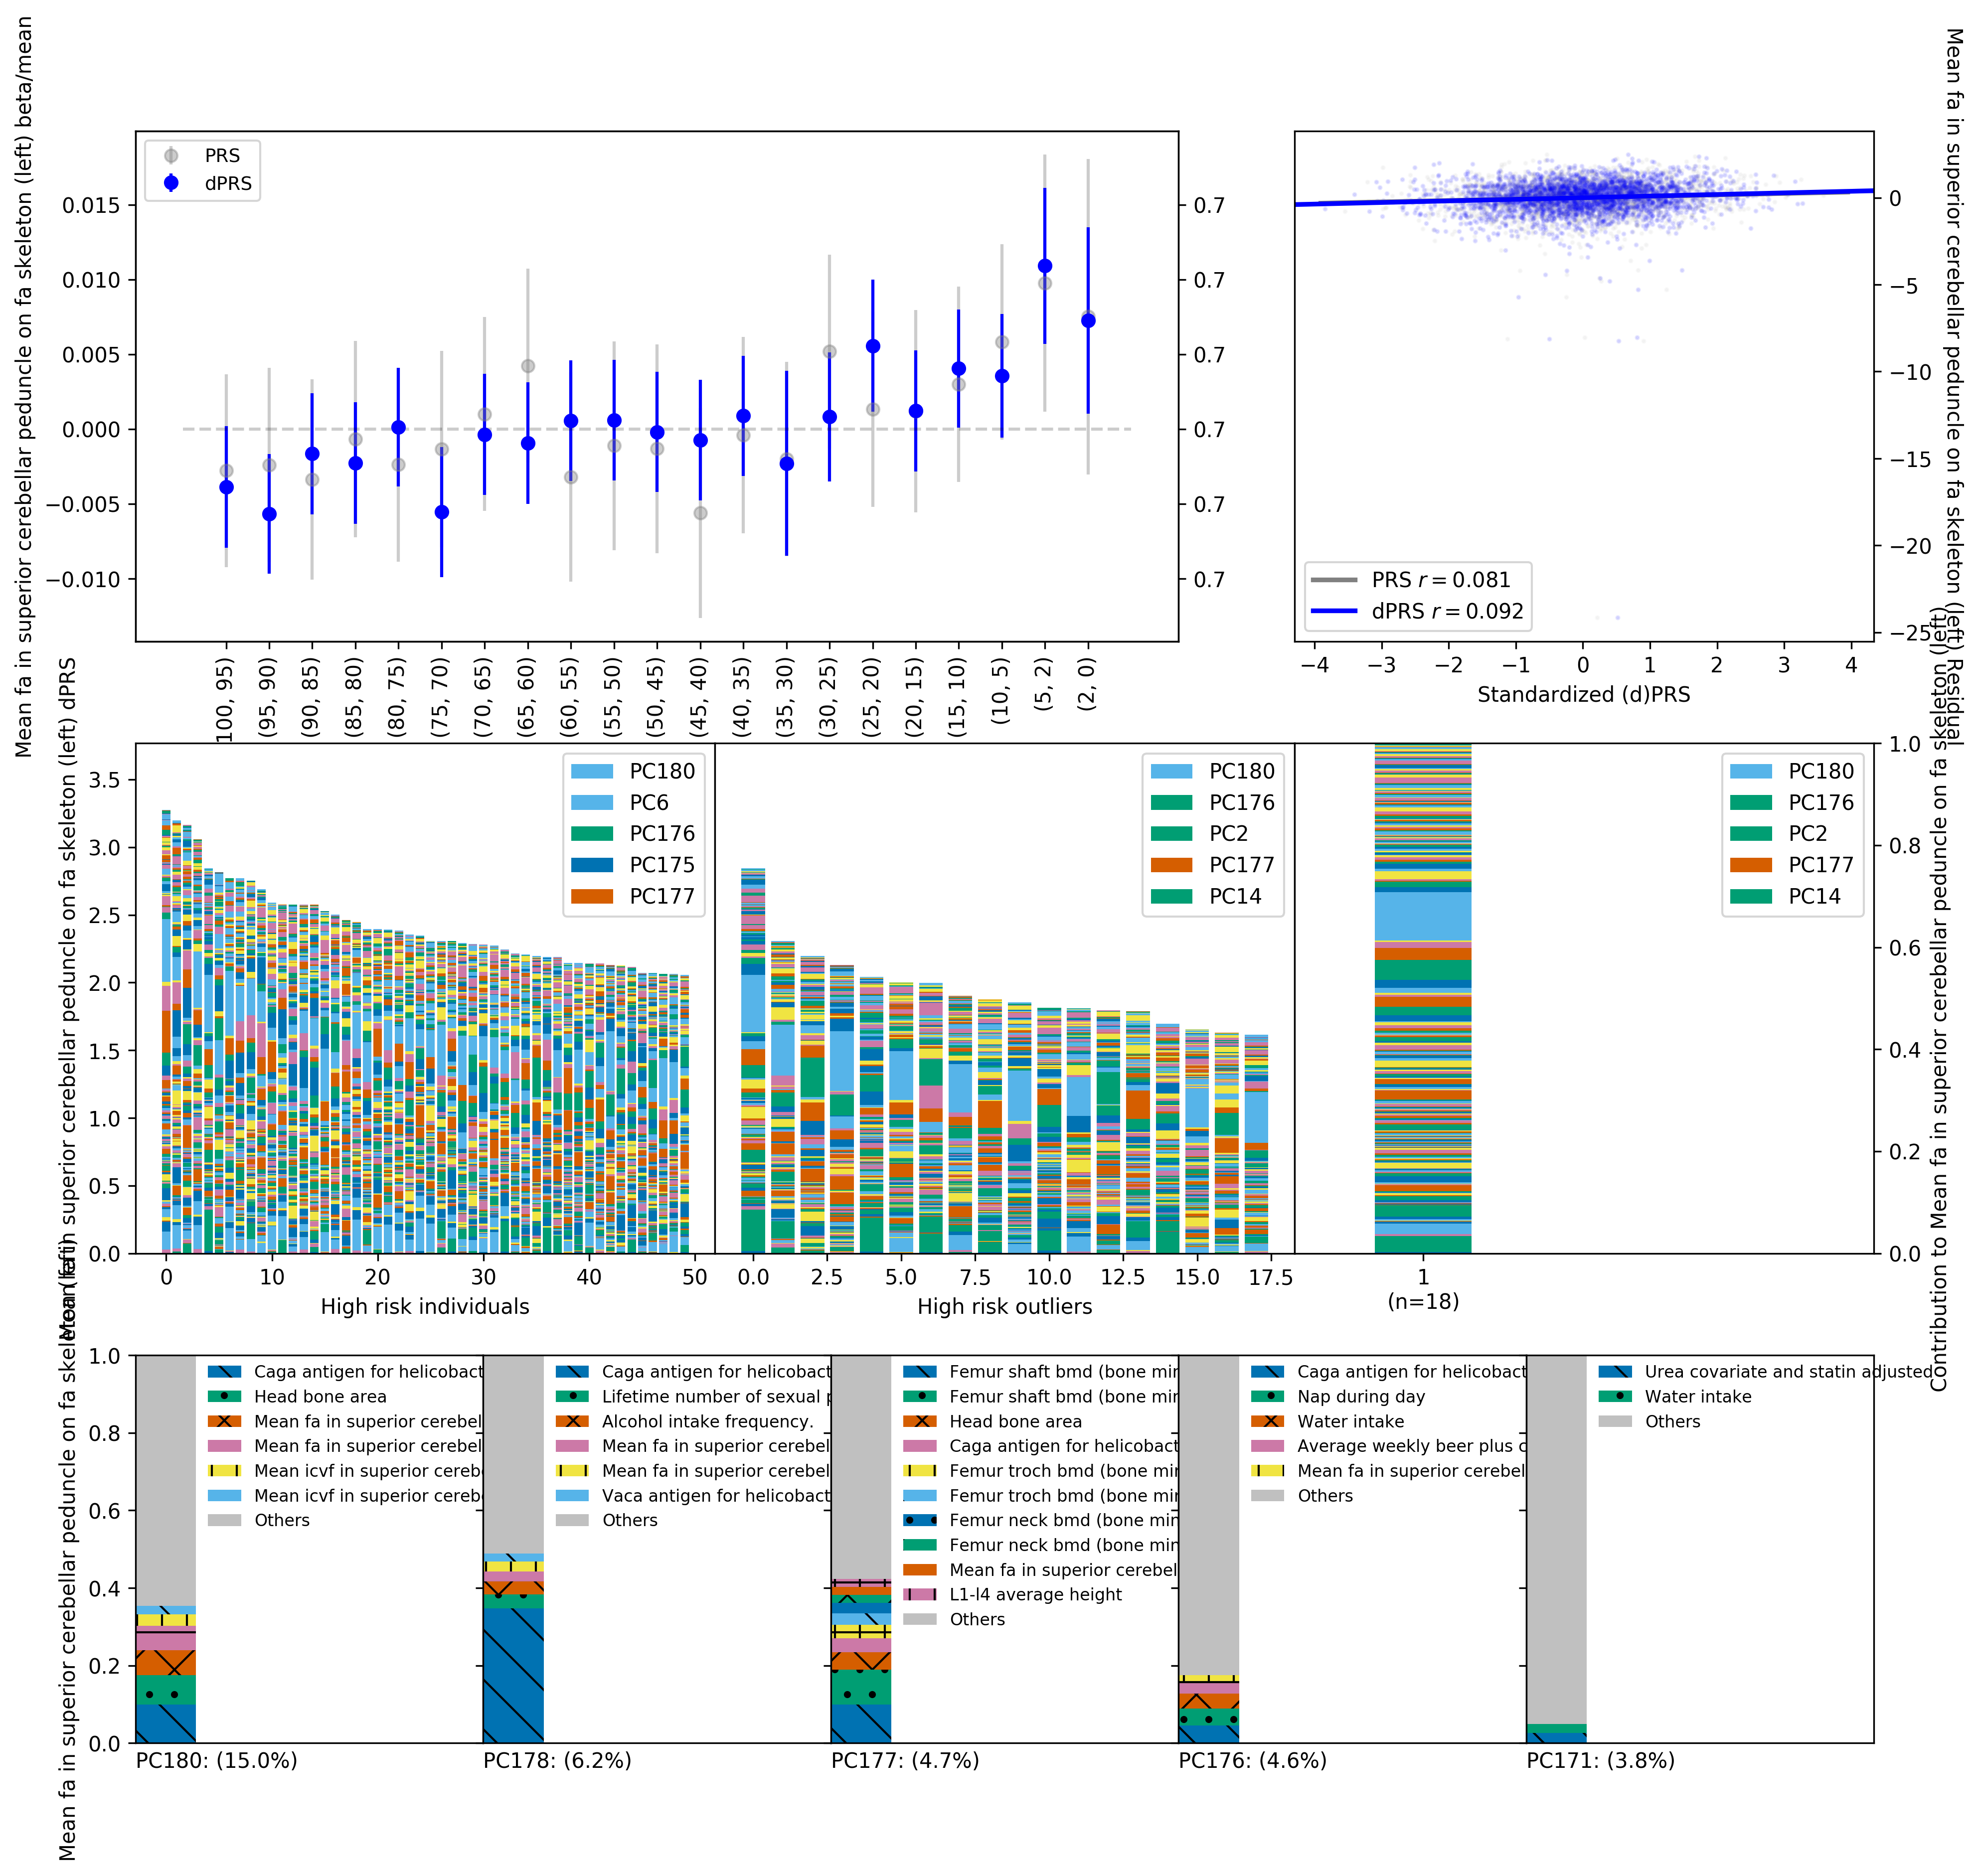 Mean fa in superior cerebellar peduncle on fa skeleton (left) beta/mean
PRS
dPRS
0.015
0.010
0.005
0.000
−0.005
−0.010
0.7
0.7
0.7
0.7
0.7
0.7
100, 95)
(95, 90)
(90, 85)
(85, 80)
(80, 75)
(75, 70)
(70, 65)
(65, 60)
(60, 55)
(55, 50)
(50, 45)
(45, 40)
(40, 35)
(35, 30)
(30, 25)
(25, 20)
(20, 15)
(15, 10)
(10, 5)
(5, 2)
(2, 0)
Mean fa in superior cerebellar peduncle on fa skeleton (left) Residual
PRS r = 0.081
dPRS r = 0.092
0
−5
−10
−15
−20
−25
−4
−3
−2
−1
0
1
2
3
4
Standardized (d)PRS
Mean fa in superior cerebellar peduncle on fa skeleton (left) dPRS
3.5
3.0
2.5
2.0
1.5
1.0
0.5
0.0
PC180
PC6
PC176
PC175
PC177
0
10
20
30
40
50
High risk individuals
PC180
PC176
PC2
PC177
PC14
0.0
2.5
5.0
7.5
10.0
12.5
15.0
17.5
High risk outliers
PC180
PC176
PC2
PC177
PC14
1
(n=18)
1.0
0.8
0.6
0.4
0.2
0.0
Contribution to Mean fa in superior cerebellar peduncle on fa skeleton (left)
Mean fa in superior cerebellar peduncle on fa skeleton (left)
1.0
0.8
0.6
0.4
0.2
0.0
Caga antigen for helicobact
Head bone area
Mean fa in superior cerebel
Mean fa in superior cerebel
Mean icvf in superior cereb
Mean icvf in superior cereb
Others
PC180: (15.0%)
Caga antigen for helicobact
Lifetime number of sexual p
Alcohol intake frequency.
Mean fa in superior cerebel
Mean fa in superior cerebel
Vaca antigen for helicobact
Others
PC178: (6.2%)
Femur shaft bmd (bone min
Femur shaft bmd (bone min
Head bone area
Caga antigen for helicobact
Femur troch bmd (bone min
Femur troch bmd (bone min
Femur neck bmd (bone min
Femur neck bmd (bone min
Mean fa in superior cerebel
L1-l4 average height
Others
PC177: (4.7%)
Caga antigen for helicobact
Nap during day
Water intake
Average weekly beer plus c
Mean fa in superior cerebel
Others
PC176: (4.6%)
Urea covariate and statin adjusted
Water intake
Others
PC171: (3.8%)